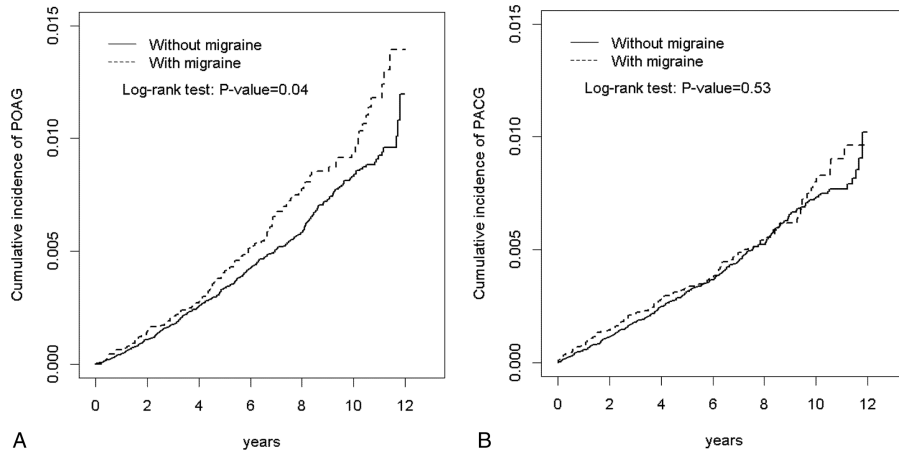 Cumulative incidence of POAG
0.015
0.010
0.005
0.000
Without migraine
With migraine
Log-rank test: P-value=0.04
0 2 4 6 8 10 12
years
A
Cumulative incidence of PACG
0.015
0.010
0.005
0.000
Without migraine
With migraine
Log-rank test: P-value=0.53
0 2 4 6 8 10 12
years
B